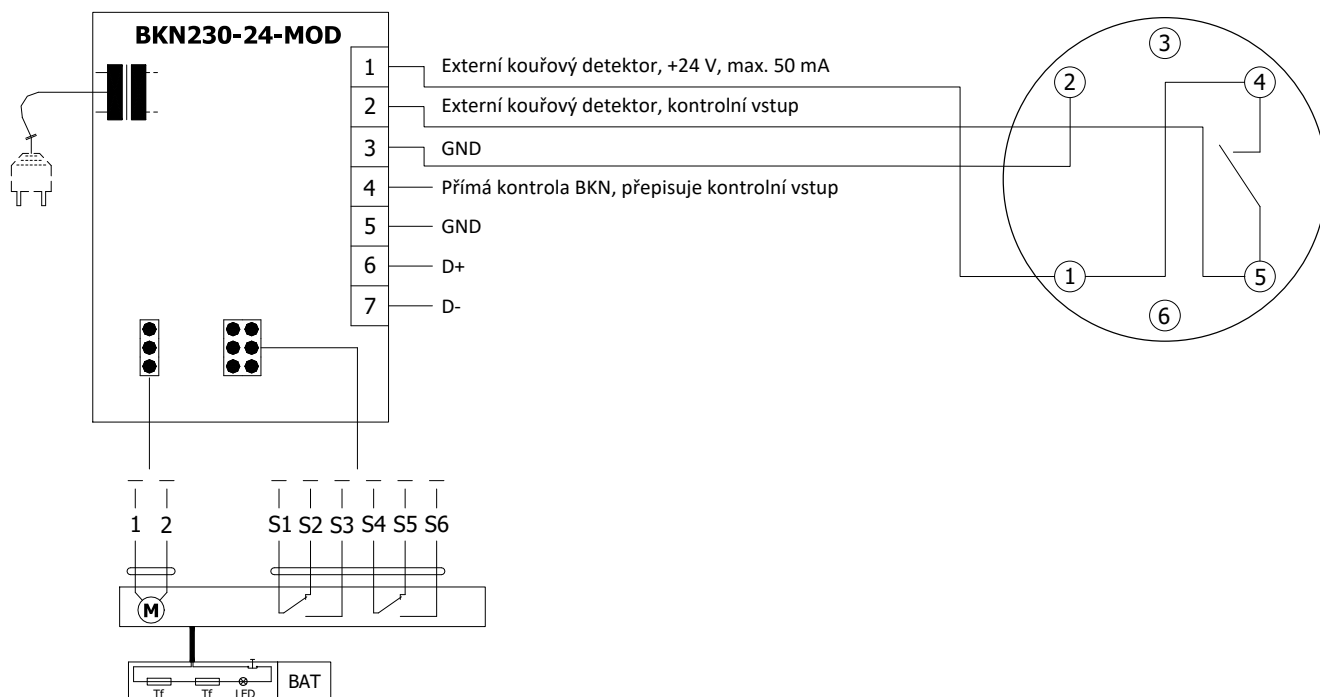 BKN230-24-MOD
1 Externí kouřový detektor, +24 V, max. 50 mA
2 Externí kouřový detektor, kontrolní vstup
3 GND
4 Přímá kontrola BKN, přepisuje kontrolní vstup
5 GND
6 D+
7 D-
3
2 4
1 5
6
1 2 S1 S2 S3 S4 S5 S6
M
BAT
Tf Tf LED